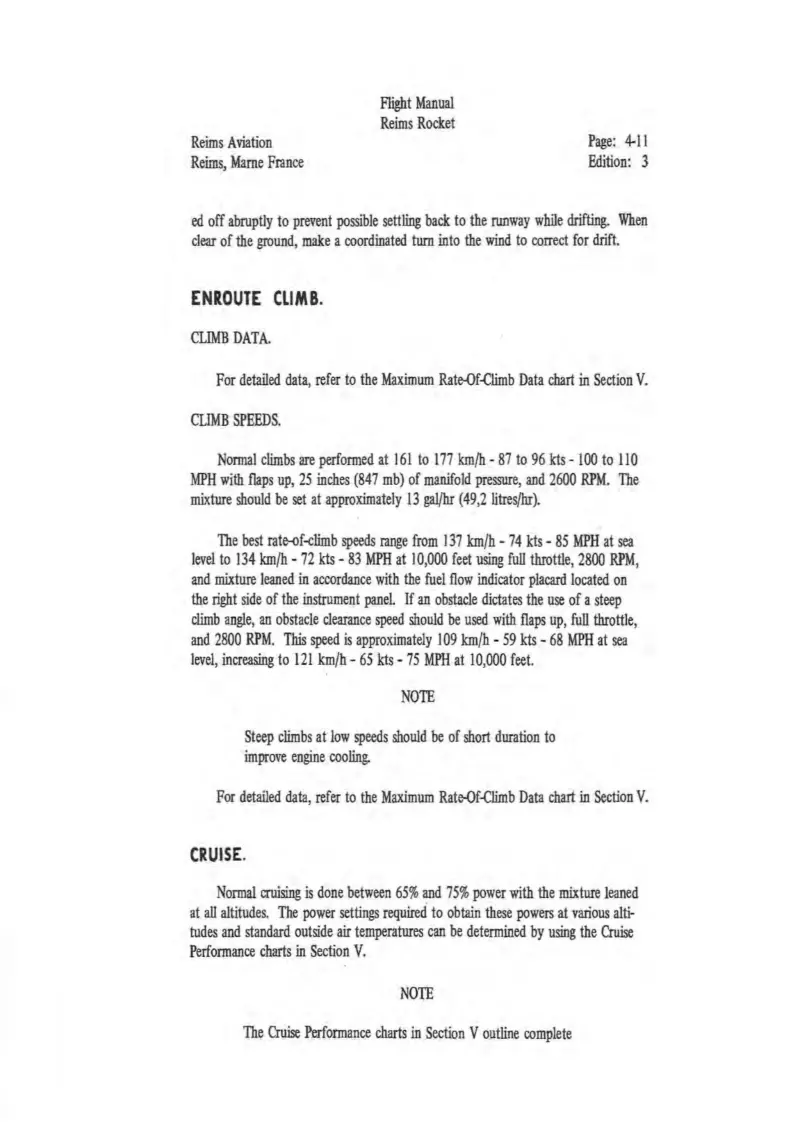 Flight Manual
Reims Rocket
Reims Aviation Page: 4-11
Reims, Marne France Edition: 3
ed off abruptly to prevent possible settling back to the runway while drifting. When
clear of the ground, make a coordinated turn into the wind to correct for drift.
ENROUTE CLIMB.
CLIMB DATA.
For detailed data, refer to the Maximum Rate-Of-Climb Data chart in Section V.
CLIMB SPEEDS.
Normal climbs are performed at 161 to 177 km/h - 87 to 96 kts - 100 to 110
MPH with flaps up, 25 inches (847 mb) of manifold pressure, and 2600 RPM. The
mixture should be set at approximately 13 gal/hr (49,2 litres/hr).
The best rate-of-climb speeds range from 137 km/h - 74 kts - 85 MPH at sea
level to 134 km/h - 72 kts - 83 MPH at 10,000 feet using full throttle, 2800 RPM,
and mixture leaned in accordance with the fuel flow indicator placard located on
the right side of the instrument panel. If an obstacle dictates the use of a steep
climb angle, an obstacle clearance speed should be used with flaps up, full throttle,
and 2800 RPM. This speed is approximately 109 km/h - 59 kts - 68 MPH at sea
level, increasing to 121 km/h - 65 kts - 75 MPH at 10,000 feet.
NOTE
Steep climbs at low speeds should be of short duration to
improve engine cooling.
For detailed data, refer to the Maximum Rate-Of-Climb Data chart in Section V.
CRUISE.
Normal cruising is done between 65% and 75% power with the mixture leaned
at all altitudes. The power settings required to obtain these powers at various alti-
tudes and standard outside air temperatures can be determined by using the Cruise
Performance charts in Section V.
NOTE
The Cruise Performance charts in Section V outline complete